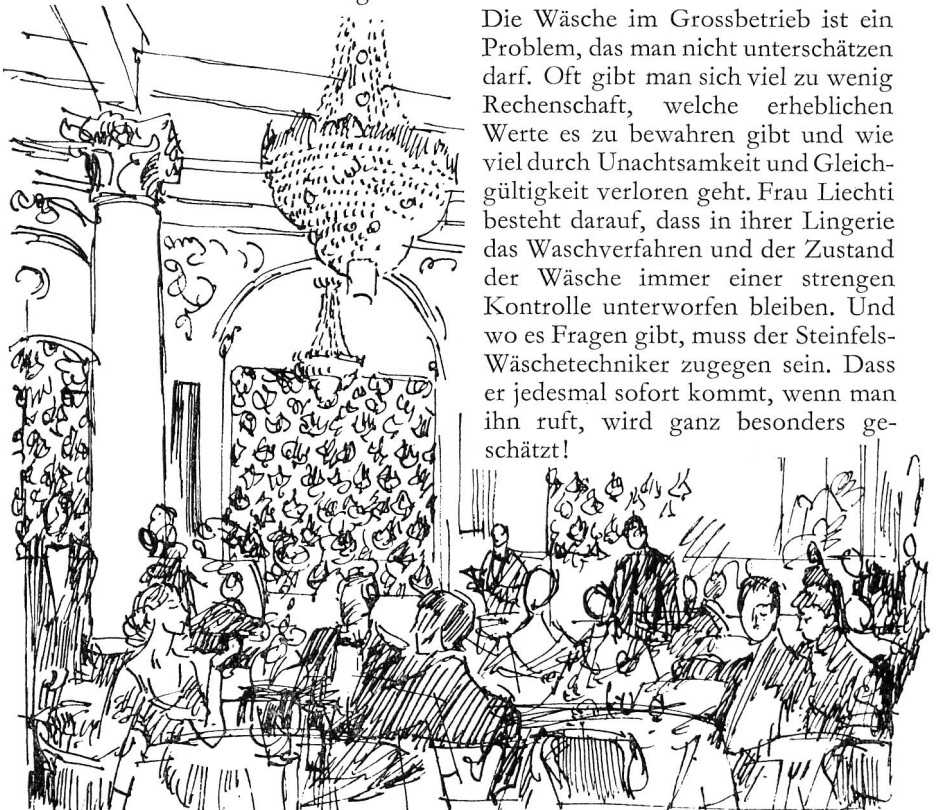 Die Wäsche im Grossbetrieb ist ein
Problem, das man nicht unterschätzen
darf. Oft gibt man sich viel zu wenig
Rechenschaft, welche erheblichen
Werte es zu bewahren gibt und wie
viel durch Unachtsamkeit und Gleich-
gültigkeit verloren geht. Frau Liechti
besteht darauf, dass in ihrer Lingerie
das Waschverfahren und der Zustand
der Wäsche immer einer strengen
Kontrolle unterworfen bleiben. Und
wo es Fragen gibt, muss der Steinfels-
Wäschetechniker zugegen sein. Dass
er jedesmal sofort kommt, wenn man
ihn ruft, wird ganz besonders ge-
schätzt!